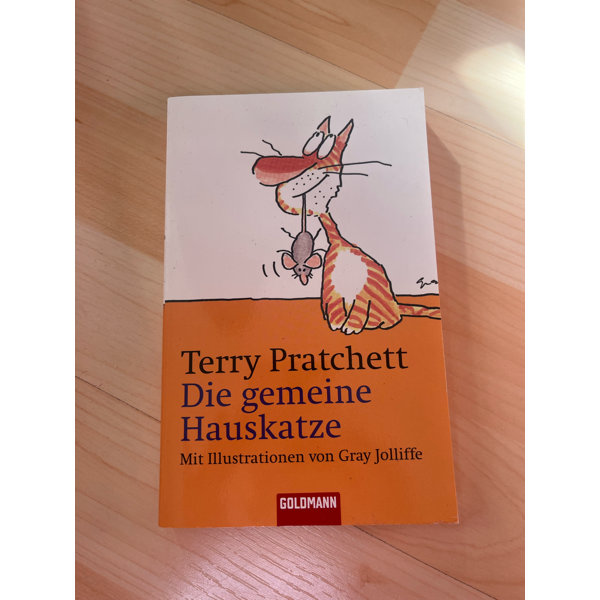 Terry Pratchett
Die gemeine
Hauskatze
Mit Illustrationen von Gray Jolliffe
GOLDMANN